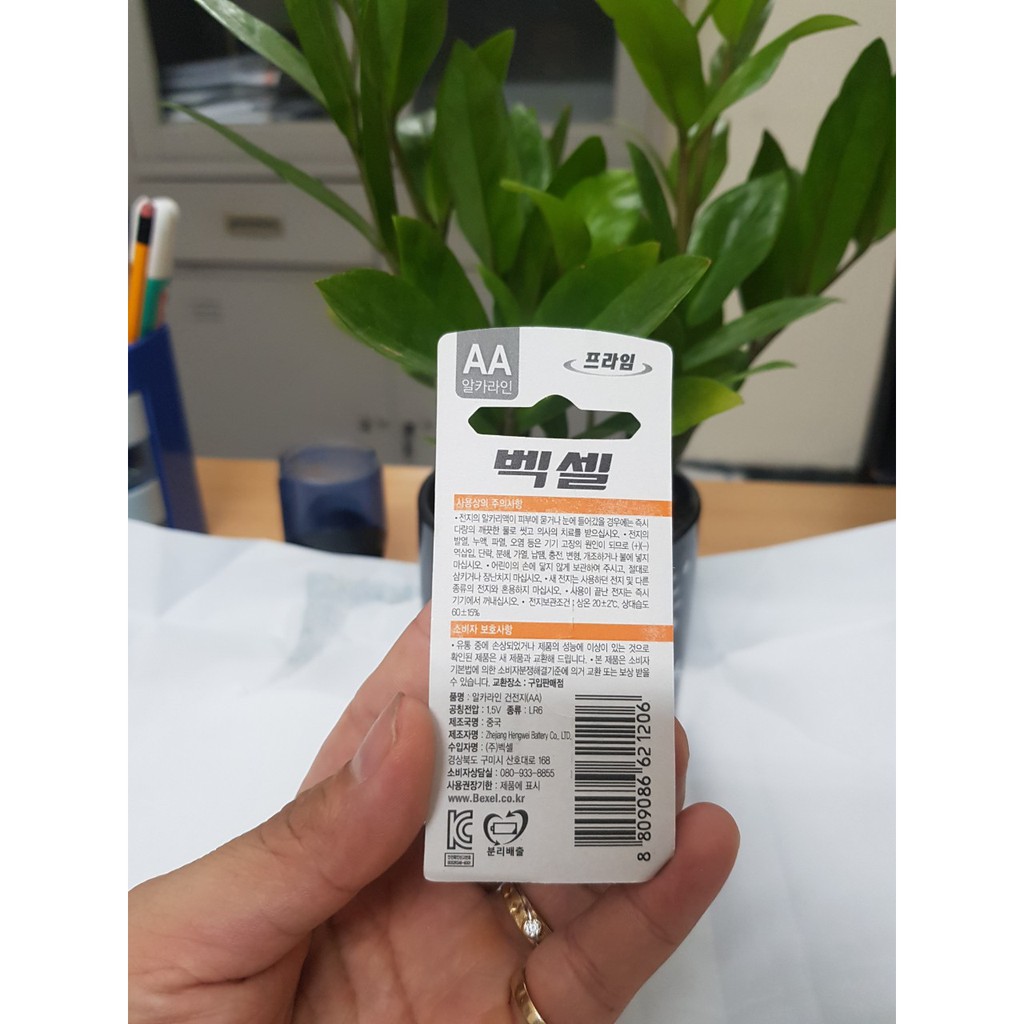 AA
알카라인
프라임
벡셀
사용상의 주의사항
• 전지의 알카리액이 피부에 묻거나 눈에 들어갔을 경우에는 즉시
다량의 깨끗한 물로 씻고 의사의 치료를 받으십시오. • 전지의
발열, 누액, 파열, 오염 등은 기기 고장의 원인이 되므로 (+)(-)
역삽입, 단락, 분해, 가열, 납땜, 충전, 변형, 개조하거나 불에 넣지
마십시오. • 어린이의 손에 닿지 않게 보관하여 주시고, 절대로
삼키거나 장난치지 마십시오. • 새 전지는 사용하던 전지 및 다른
종류의 전지와 혼용하지 마십시오. • 사용이 끝난 전지는 즉시
기기에서 꺼내십시오. • 전지보관조건 : 상온 20±2℃, 상대습도
60±15%
소비자 보호사항
• 유통 중에 손상되었거나 제품의 성능에 이상이 있는 것으로
확인된 제품은 새 제품과 교환해 드립니다. • 본 제품은 소비자
기본법에 의한 소비자분쟁해결기준에 의거 교환 또는 보상 받을
수 있습니다. 교환장소 : 구입판매점
품명 : 알카라인 건전지(AA)
공칭전압 : 1.5V 종류 : LR6
제조국명 : 중국
제조자명 : Zhejiang Hengwei Battery Co., LTD.
수입자명 : (주)벡셀
경상북도 구미시 산호대로 168
소비자상담실 : 080-933-8855
사용권장기한 : 제품에 표시
www.Bexel.co.kr
분리배출
8 809086 621206